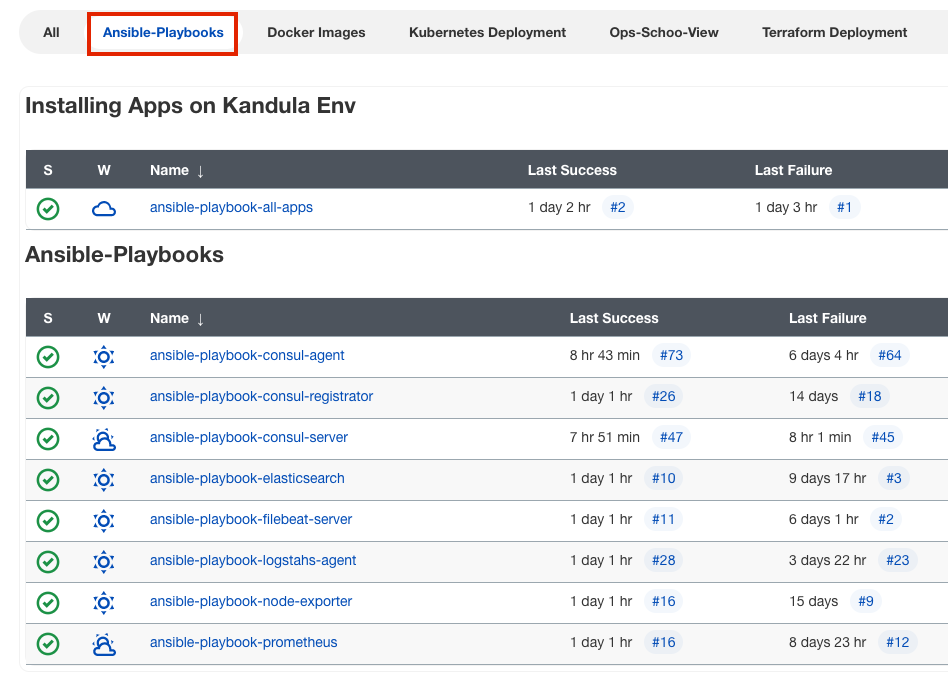 All Ansible-Playbooks Docker Images Kubernetes Deployment Ops-Schoo-View Terraform Deployment
Installing Apps on Kandula Env
S W Name ↓ Last Success Last Failure
ansible-playbook-all-apps 1 day 2 hr #2 1 day 3 hr #1
Ansible-Playbooks
S W Name ↓ Last Success Last Failure
ansible-playbook-consul-agent 8 hr 43 min #73 6 days 4 hr #64
ansible-playbook-consul-registrator 1 day 1 hr #26 14 days #18
ansible-playbook-consul-server 7 hr 51 min #47 8 hr 1 min #45
ansible-playbook-elasticsearch 1 day 1 hr #10 9 days 17 hr #3
ansible-playbook-filebeat-server 1 day 1 hr #11 6 days 1 hr #2
ansible-playbook-logstahs-agent 1 day 1 hr #28 3 days 22 hr #23
ansible-playbook-node-exporter 1 day 1 hr #16 15 days #9
ansible-playbook-prometheus 1 day 1 hr #16 8 days 23 hr #12